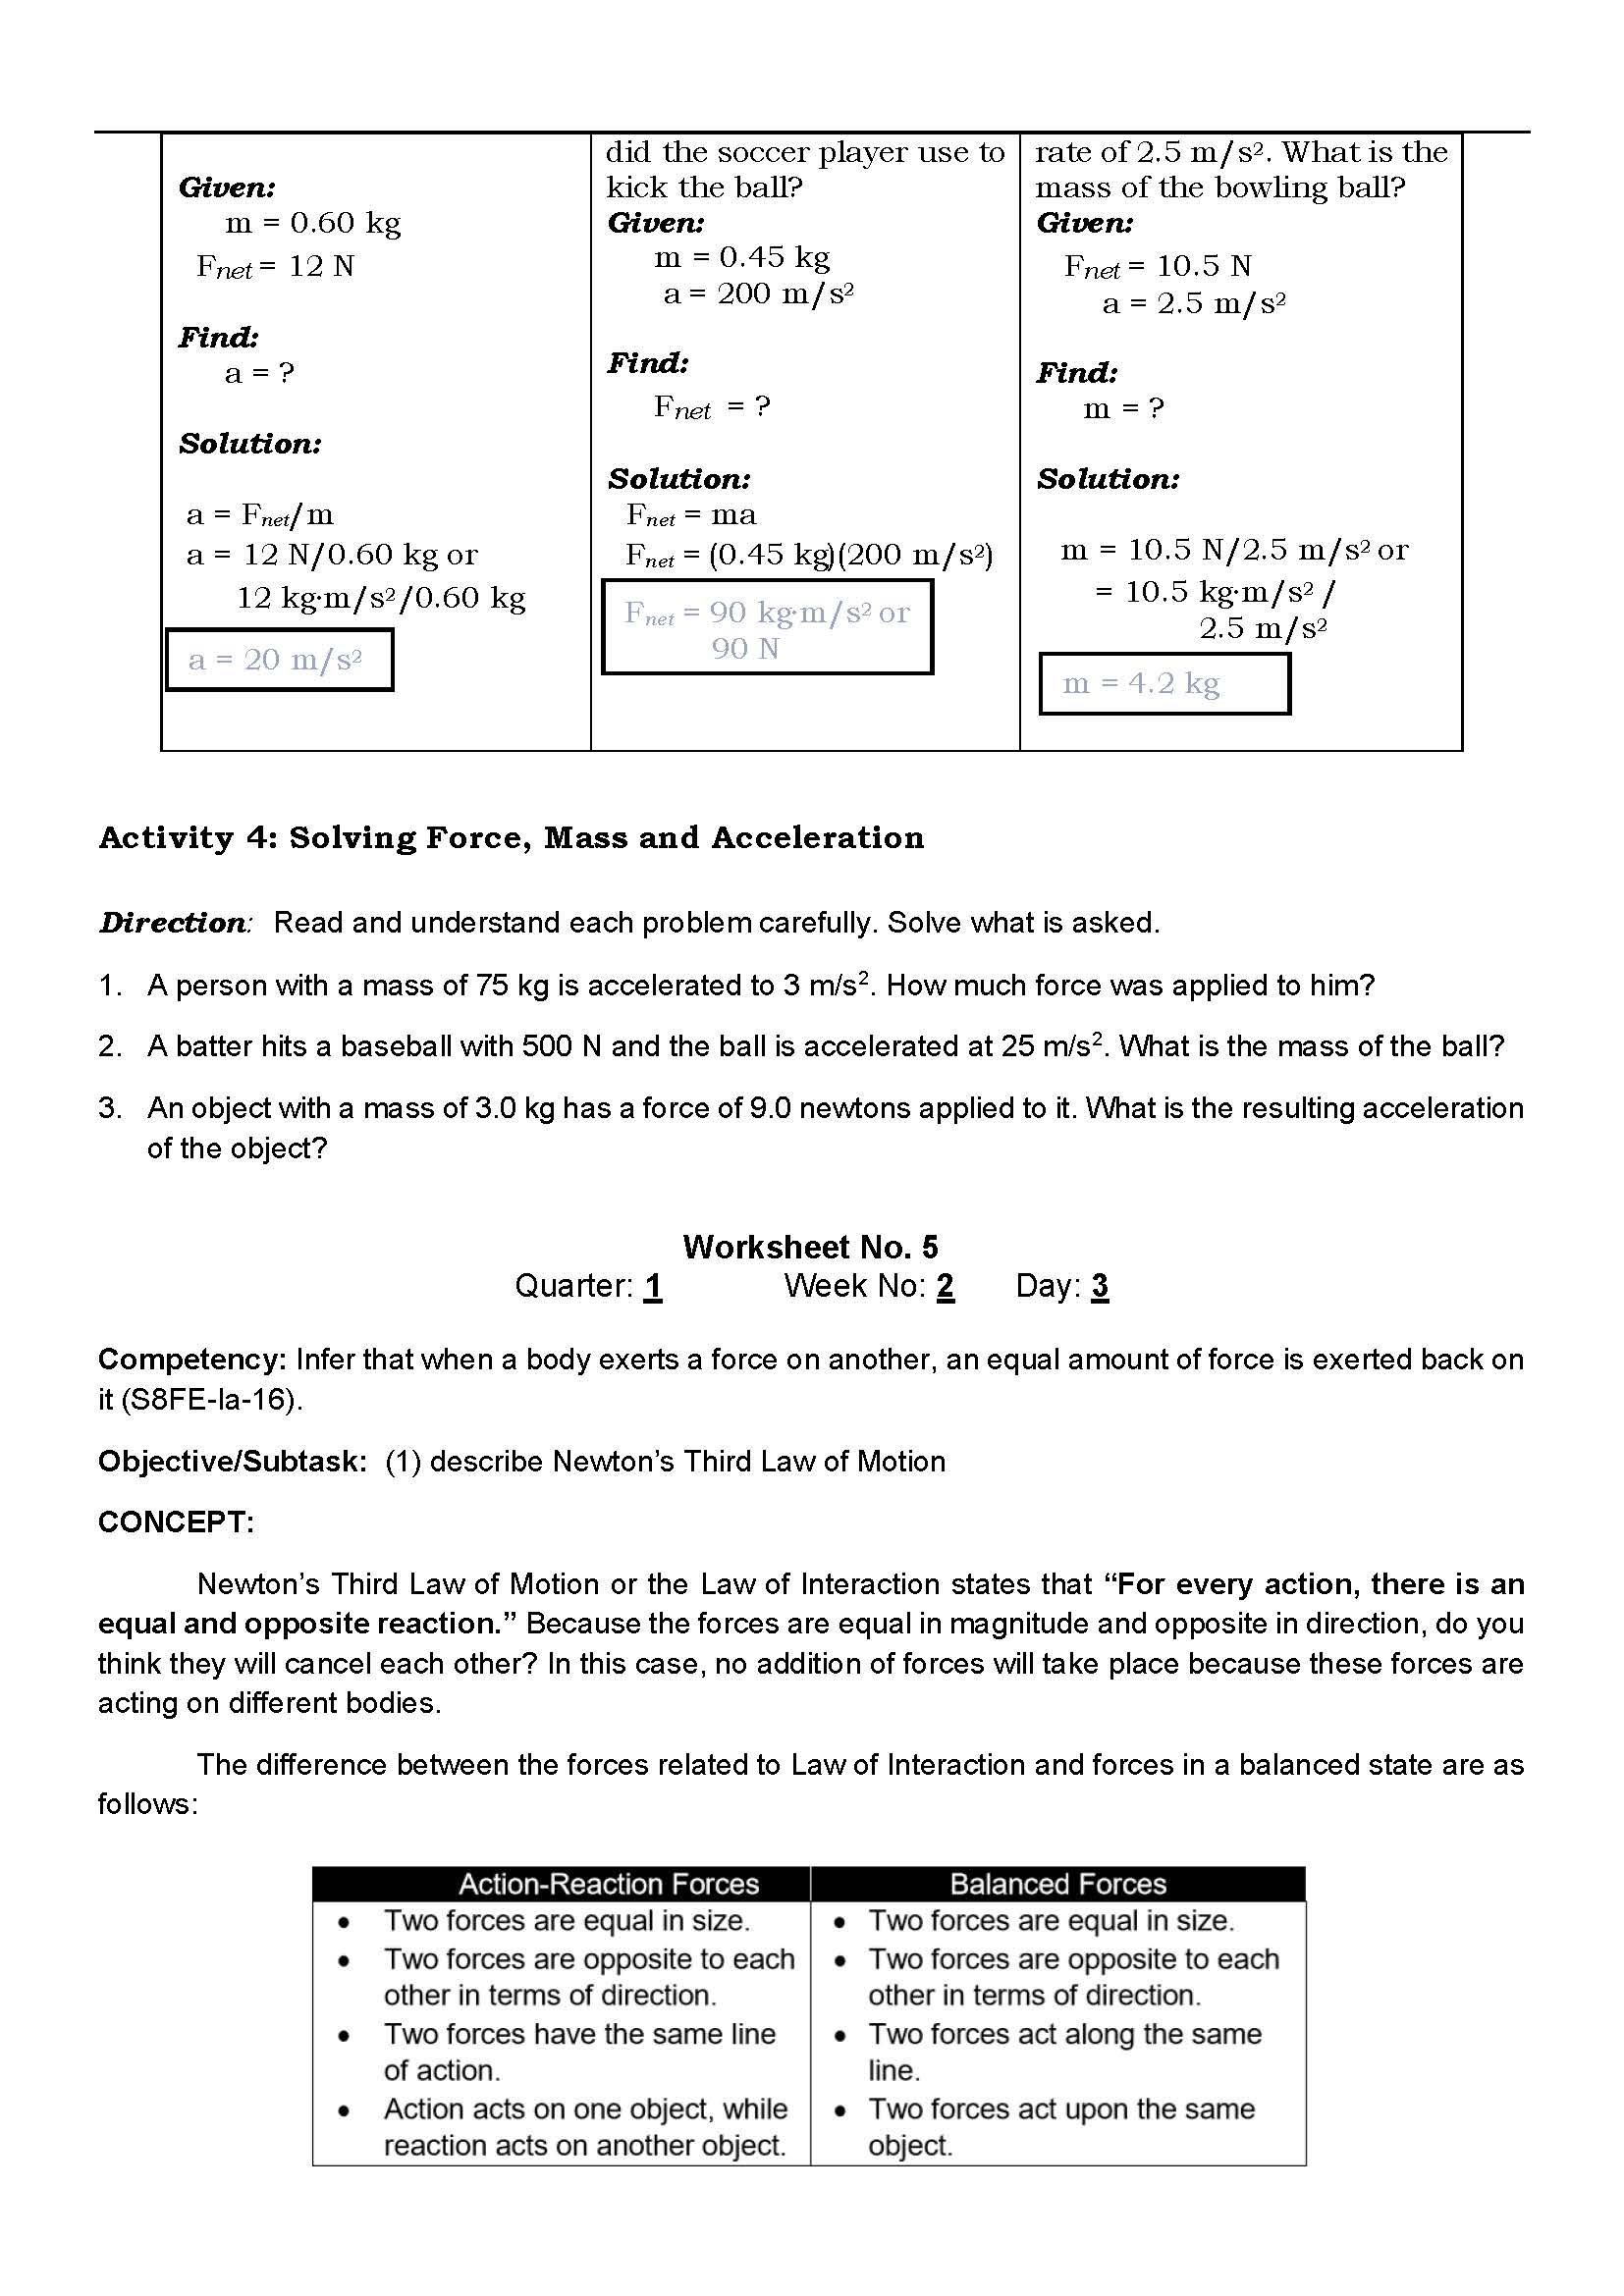 Given:
m = 0.60 kg
Fnet = 12 N
Find:
a = ?
Solution:
a = Fnet/m
a = 12 N/0.60 kg or
12 kg·m/s²/0.60 kg
a = 20 m/s²
did the soccer player use to
kick the ball?
Given:
m = 0.45 kg
a = 200 m/s²
Find:
Fnet = ?
Solution:
Fnet = ma
Fnet = (0.45 kg)(200 m/s²)
Fnet = 90 kg·m/s² or
90 N
rate of 2.5 m/s². What is the
mass of the bowling ball?
Given:
Fnet = 10.5 N
a = 2.5 m/s²
Find:
m = ?
Solution:
m = 10.5 N/2.5 m/s² or
= 10.5 kg·m/s² /
2.5 m/s²
m = 4.2 kg
Activity 4: Solving Force, Mass and Acceleration
Direction: Read and understand each problem carefully. Solve what is asked.
1. A person with a mass of 75 kg is accelerated to 3 m/s². How much force was applied to him?
2. A batter hits a baseball with 500 N and the ball is accelerated at 25 m/s². What is the mass of the ball?
3. An object with a mass of 3.0 kg has a force of 9.0 newtons applied to it. What is the resulting acceleration
of the object?
Worksheet No. 5
Quarter: 1 Week No: 2 Day: 3
Competency: Infer that when a body exerts a force on another, an equal amount of force is exerted back on
it (S8FE-Ia-16).
Objective/Subtask: (1) describe Newton’s Third Law of Motion
CONCEPT:
Newton’s Third Law of Motion or the Law of Interaction states that “For every action, there is an
equal and opposite reaction.” Because the forces are equal in magnitude and opposite in direction, do you
think they will cancel each other? In this case, no addition of forces will take place because these forces are
acting on different bodies.
The difference between the forces related to Law of Interaction and forces in a balanced state are as
follows:
Action-Reaction Forces
• Two forces are equal in size.
• Two forces are opposite to each
other in terms of direction.
• Two forces have the same line
of action.
• Action acts on one object, while
reaction acts on another object.
Balanced Forces
• Two forces are equal in size.
• Two forces are opposite to each
other in terms of direction.
• Two forces act along the same
line.
• Two forces act upon the same
object.